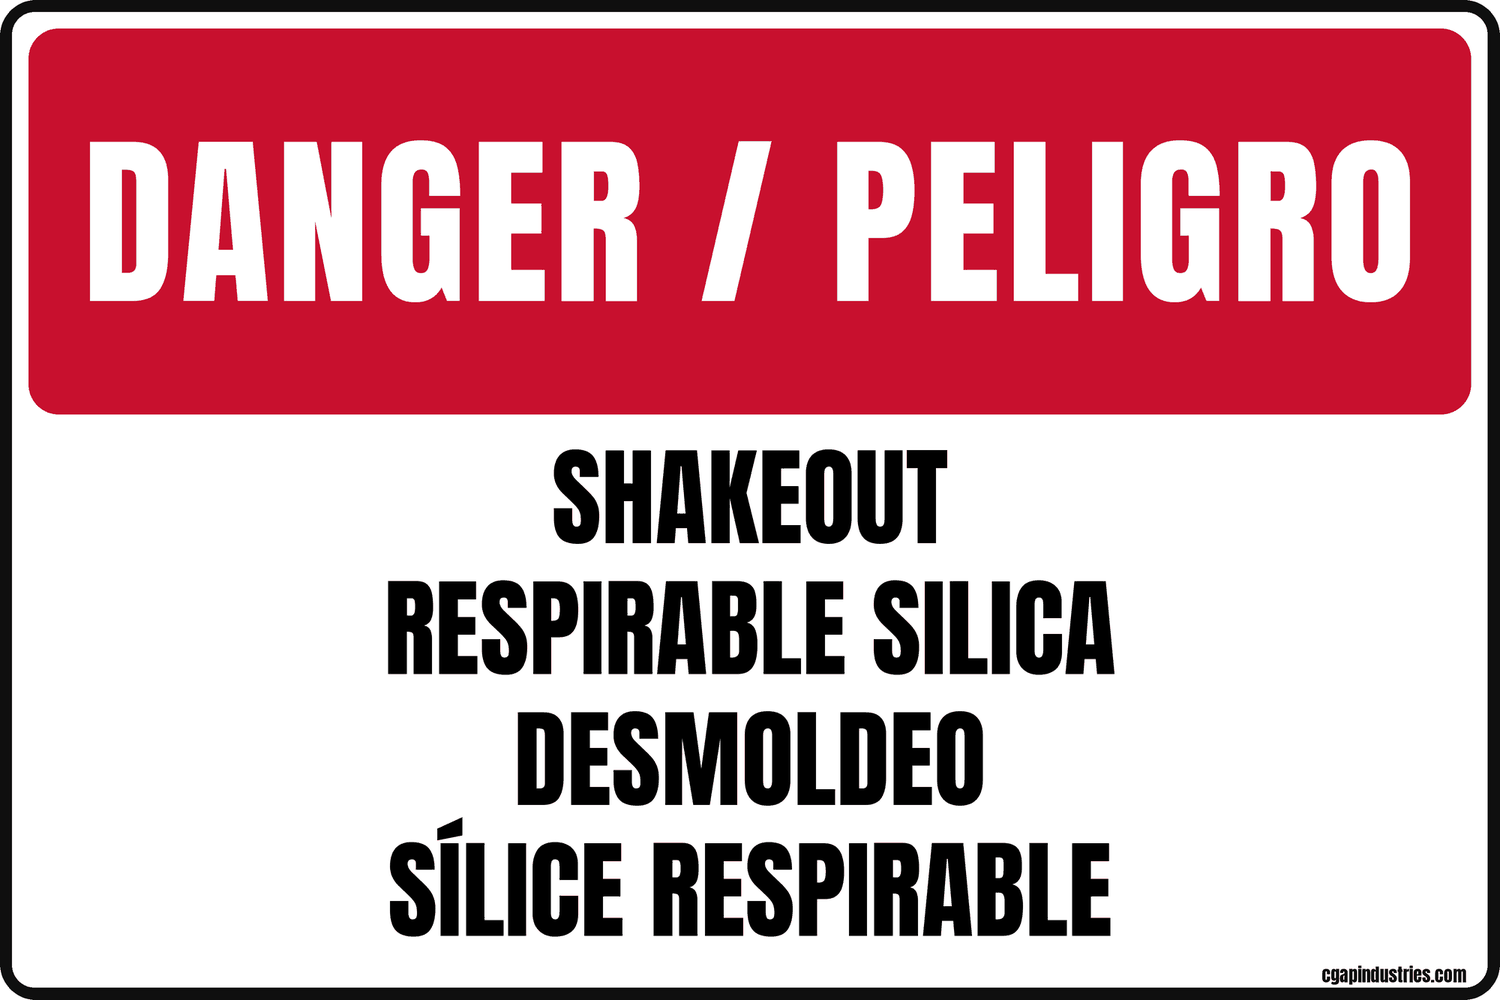 DANGER / PELIGRO
SHAKEOUT
RESPIRABLE SILICA
DESMOLDEO
SÍLICE RESPIRABLE
cgapindustries.com